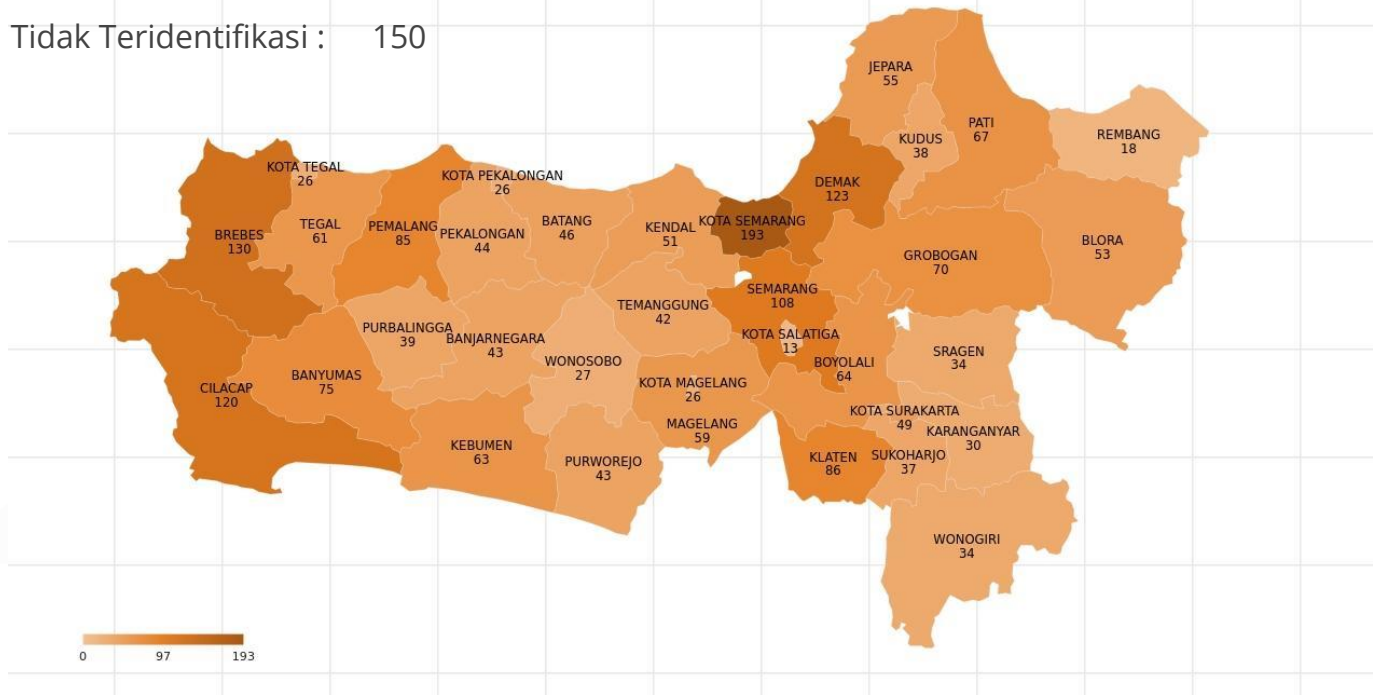 Tidak Teridentifikasi : 150
JEPARA
55
PATI
67
KUDUS
38
REMBANG
18
KOTA TEGAL
26
KOTA PEKALONGAN
26
DEMAK
123
BREBES
130
TEGAL
61
PEMALANG
85
PEKALONGAN
44
BATANG
46
KENDAL
51
KOTA SEMARANG
193
GROBOGAN
70
BLORA
53
SEMARANG
108
TEMANGGUNG
42
PURBALINGGA
39
BANJARNEGARA
43
KOTA SALATIGA
13
WONOSOBO
27
BOYOLALI
64
SRAGEN
34
CILACAP
120
BANYUMAS
75
KOTA MAGELANG
26
MAGELANG
59
KOTA SURAKARTA
49
KARANGANYAR
30
KEBUMEN
63
PURWOREJO
43
KLATEN
86
SUKOHARJO
37
WONOGIRI
34
0 97 193